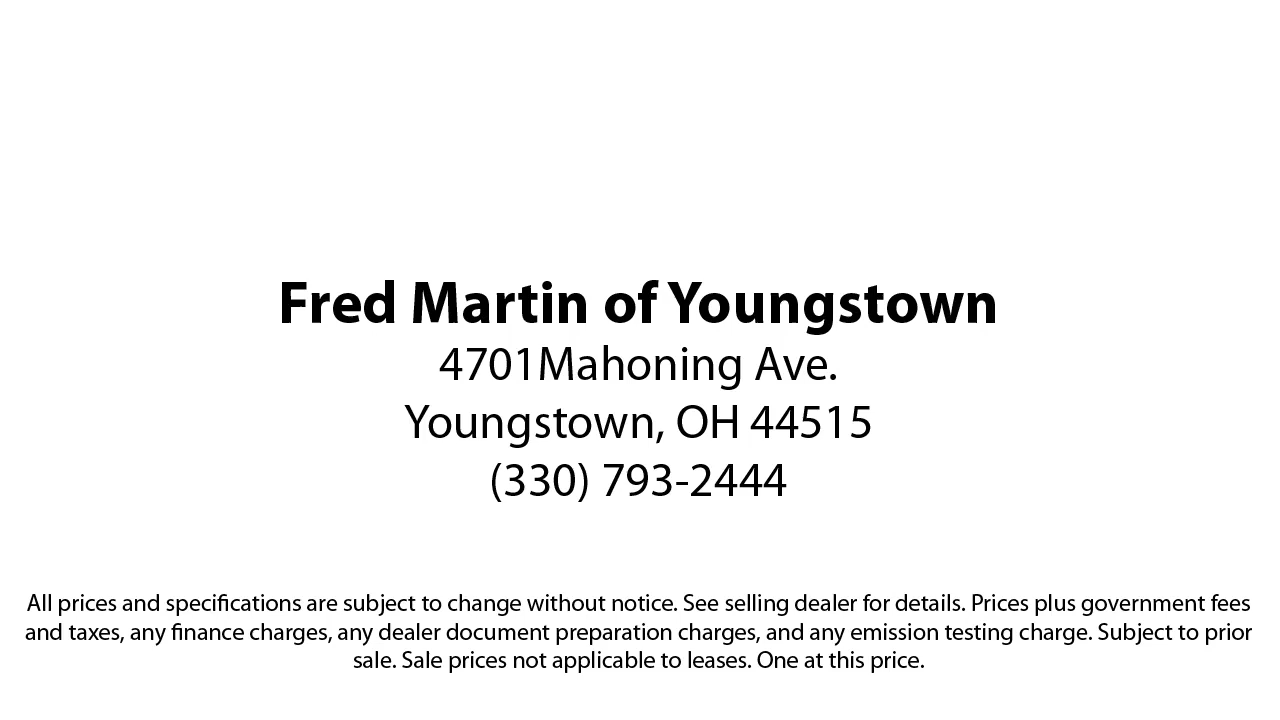 Fred Martin of Youngstown
4701Mahoning Ave.
Youngstown, OH 44515
(330) 793-2444
All prices and specifications are subject to change without notice. See selling dealer for details. Prices plus government fees
and taxes, any finance charges, any dealer document preparation charges, and any emission testing charge. Subject to prior
sale. Sale prices not applicable to leases. One at this price.